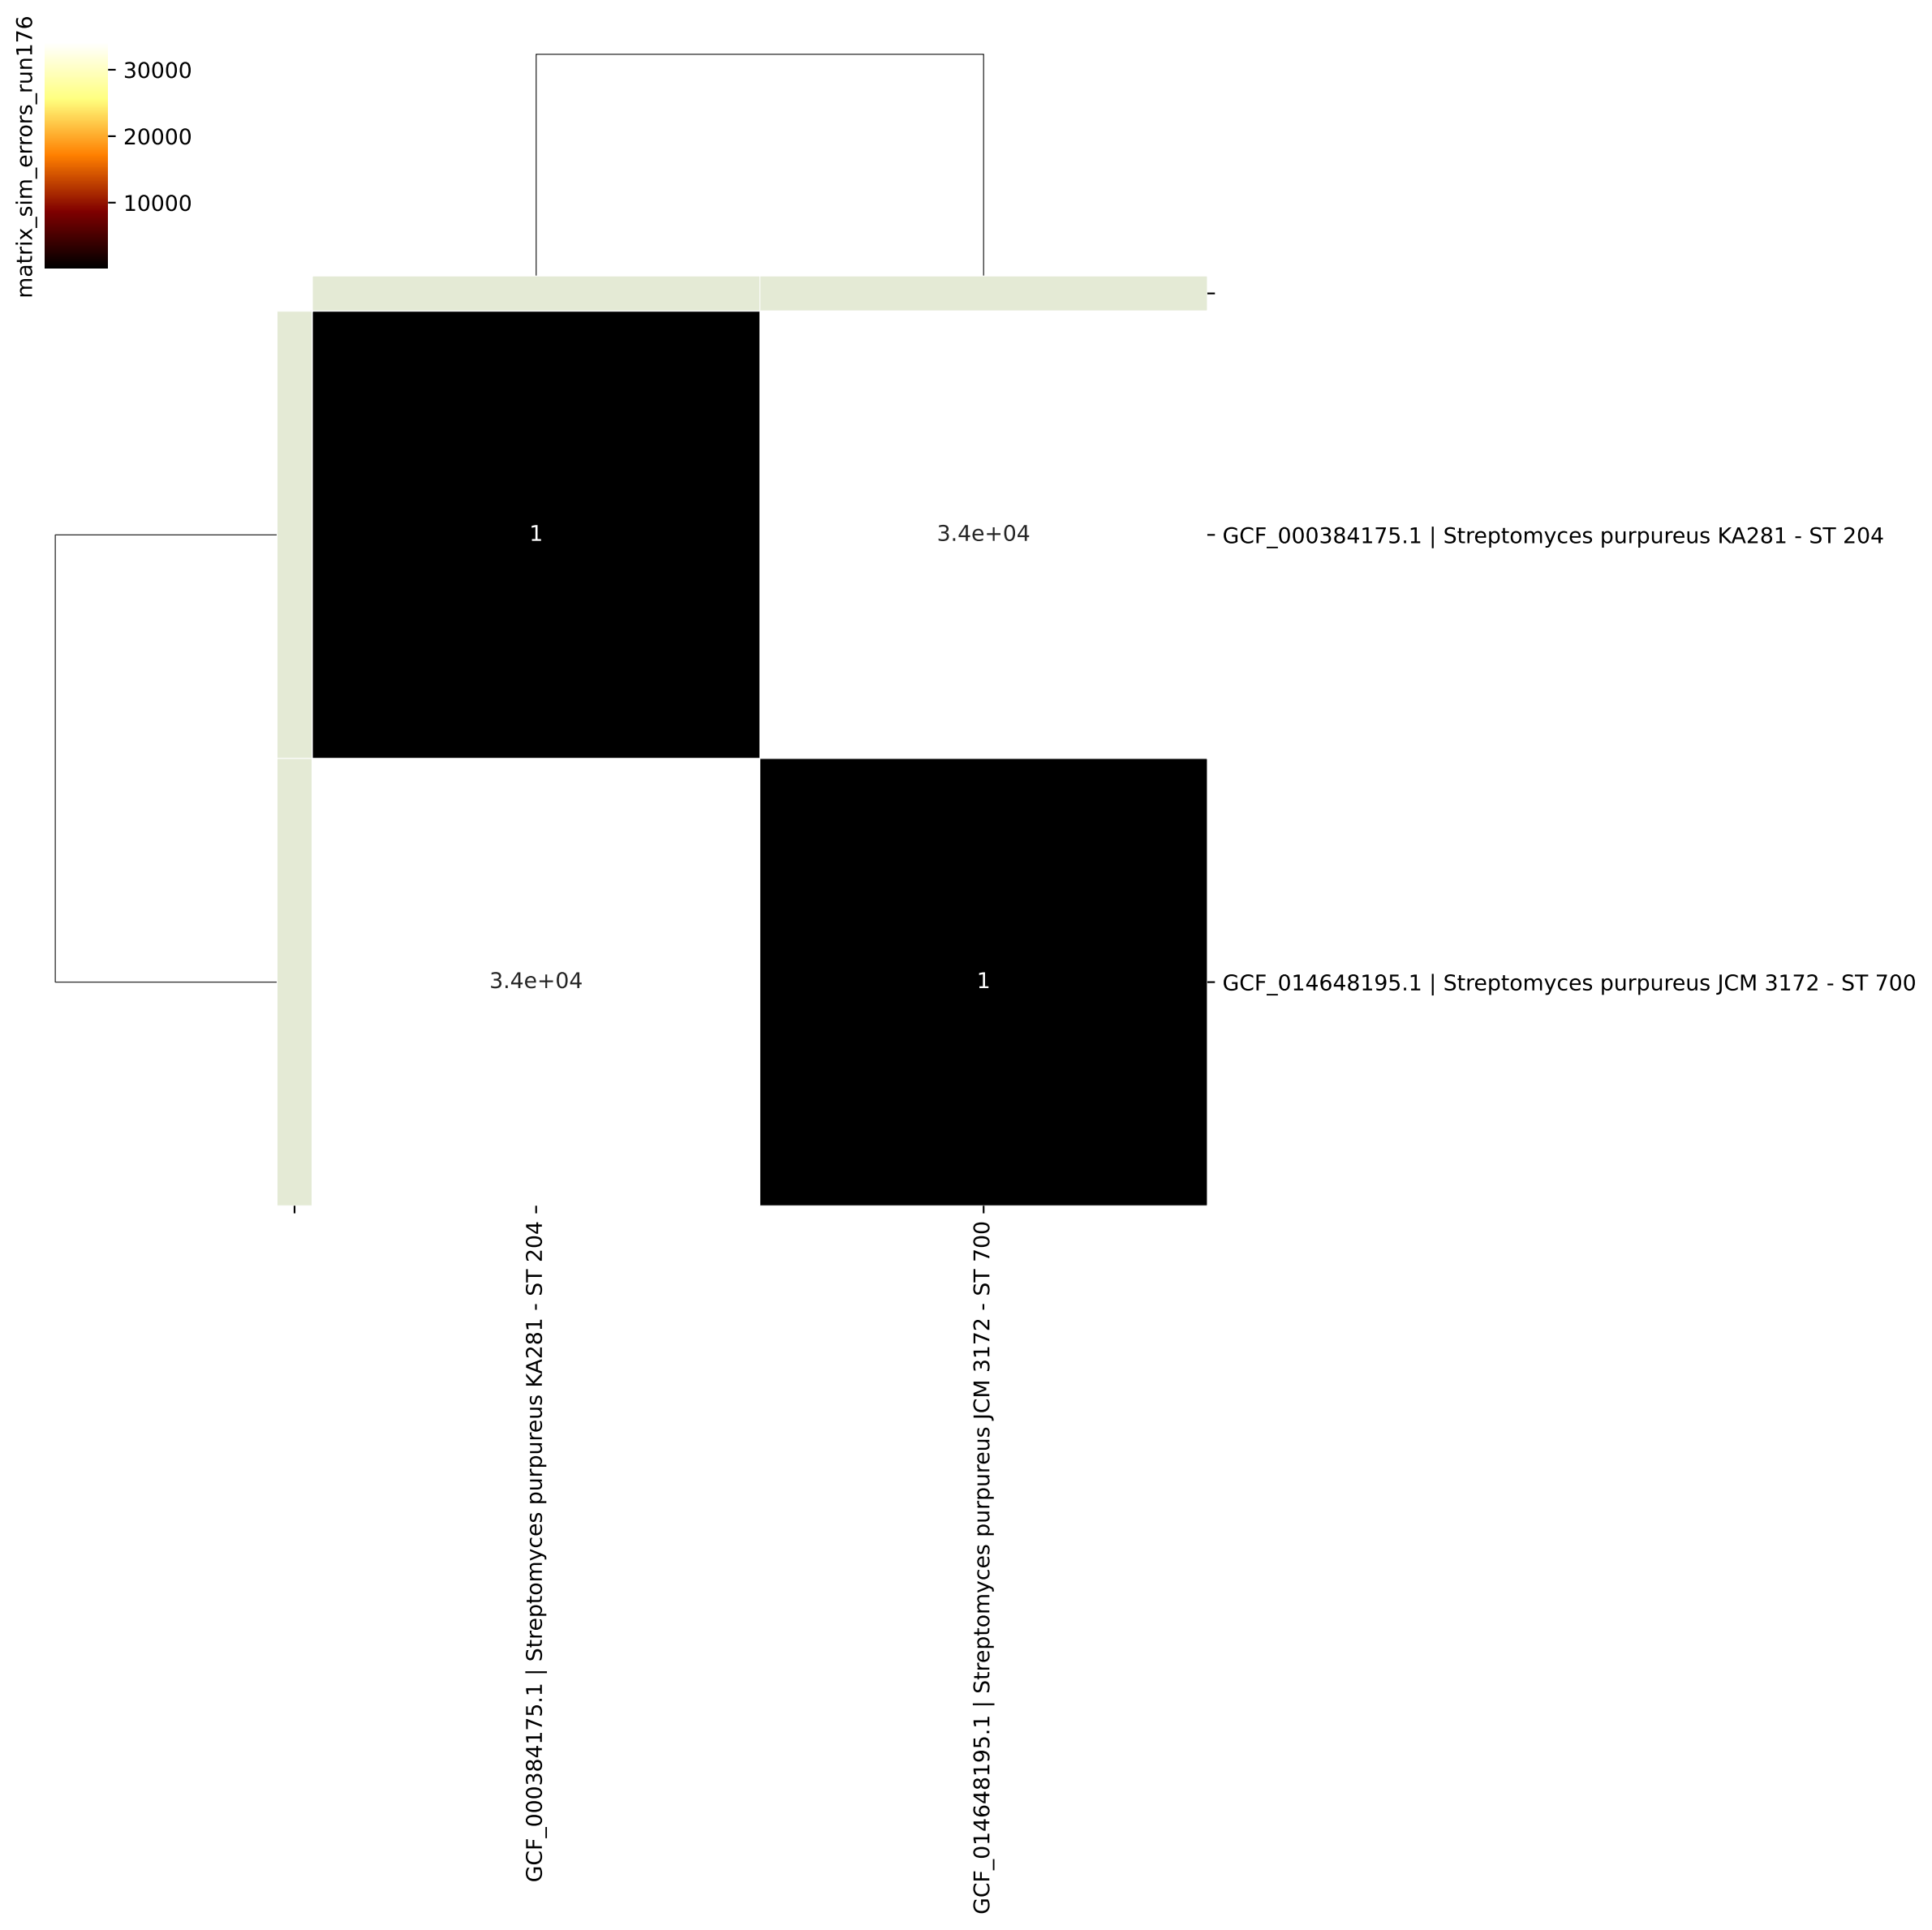 matrix_sim_errors_run176
30000
20000
10000
1
3.4e+04
GCF_000384175.1 | Streptomyces purpureus KA281 - ST 204
3.4e+04
1
GCF_014648195.1 | Streptomyces purpureus JCM 3172 - ST 700
GCF_000384175.1 | Streptomyces purpureus KA281 - ST 204
GCF_014648195.1 | Streptomyces purpureus JCM 3172 - ST 700